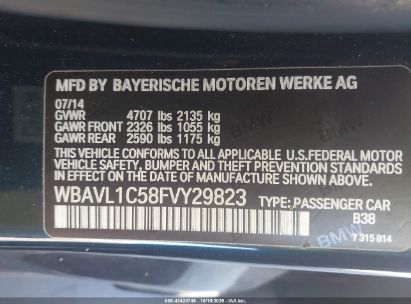 MFD BY BAYERISCHE MOTOREN WERKE AG
07/14
GVWR 4707 lbs 2135 kg
GAWR FRONT 2326 lbs 1055 kg
GAWR REAR 2590 lbs 1175 kg
THIS VEHICLE CONFORMS TO ALL APPLICABLE U.S. FEDERAL MOTOR
VEHICLE SAFETY, BUMPER AND THEFT PREVENTION STANDARDS
IN EFFECT ON THE DATE OF MANUFACTURE SHOWN ABOVE.
WBAVL1C58FVY29823 TYPE: PASSENGER CAR
B38
BMW
7 315 814